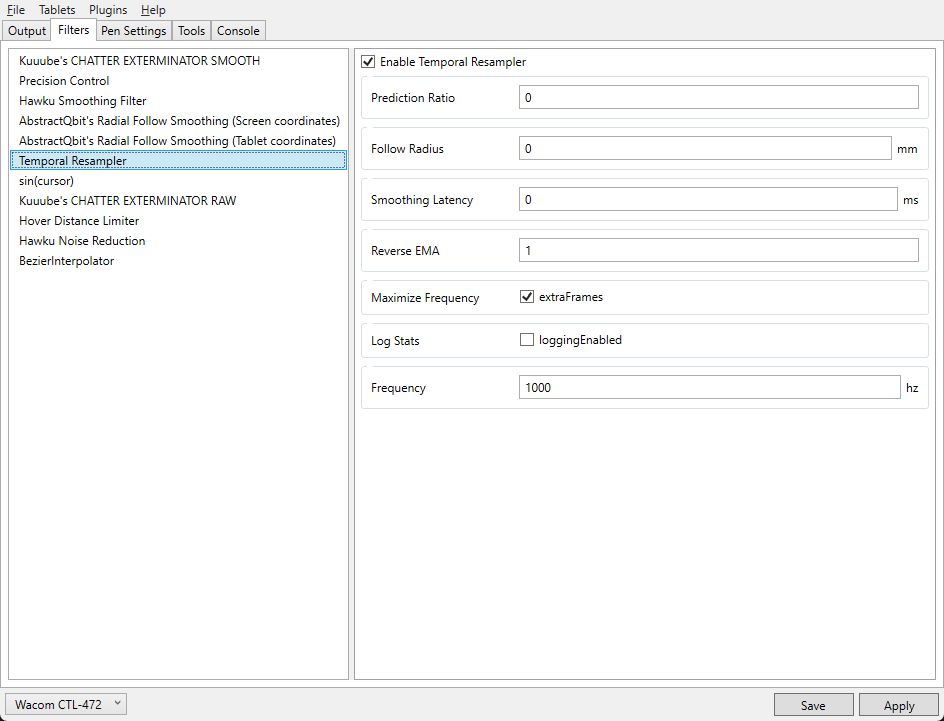 File Tablets Plugins Help
Output Filters Pen Settings Tools Console
Kuuube's CHATTER EXTERMINATOR SMOOTH
Precision Control
Hawku Smoothing Filter
AbstractQbit's Radial Follow Smoothing (Screen coordinates)
AbstractQbit's Radial Follow Smoothing (Tablet coordinates)
Temporal Resampler
sin(cursor)
Kuuube's CHATTER EXTERMINATOR RAW
Hover Distance Limiter
Hawku Noise Reduction
BezierInterpolator
Enable Temporal Resampler
Prediction Ratio 0
Follow Radius 0 mm
Smoothing Latency 0 ms
Reverse EMA 1
Maximize Frequency extraFrames
Log Stats loggingEnabled
Frequency 1000 hz
Wacom CTL-472 Save Apply